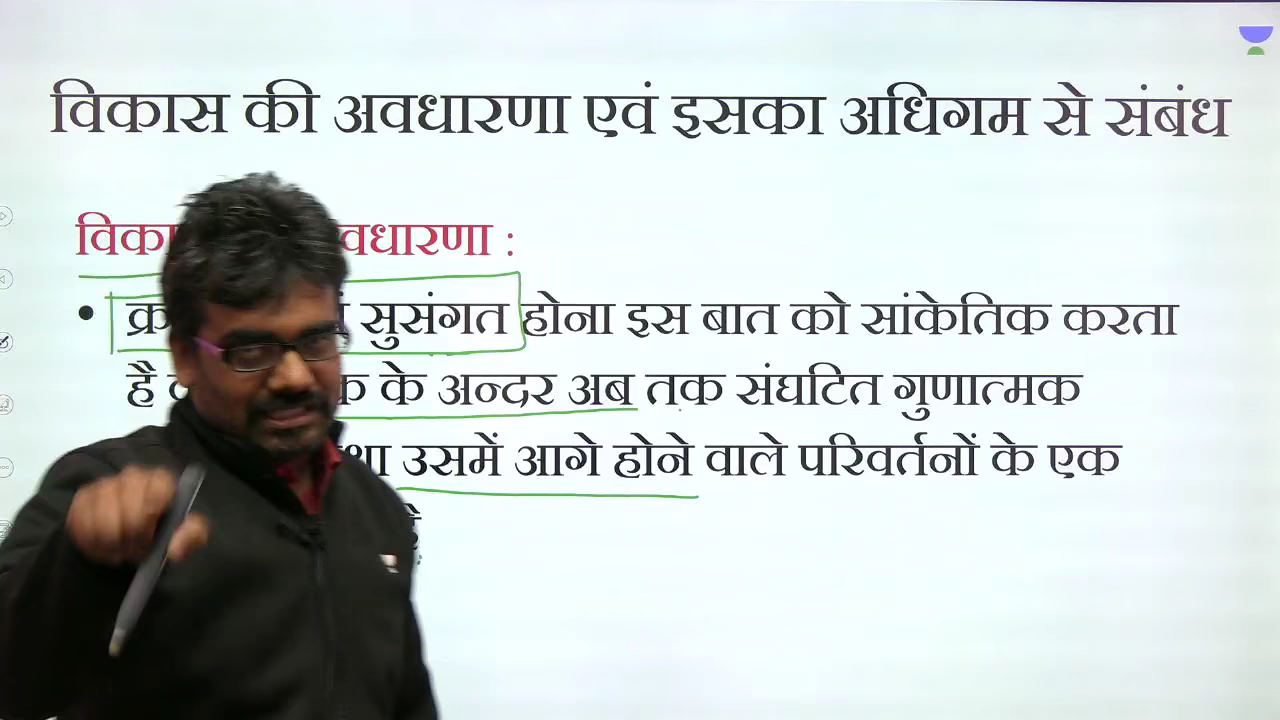 विकास की अवधारणा एवं इसका अधिगम से संबंध
अवधारणा :
सुसंगत होना इस बात को सांकेतिक करता
है के अन्दर अब तक संघटित गुणात्मक
उसमें आगे होने वाले परिवर्तनों के एक